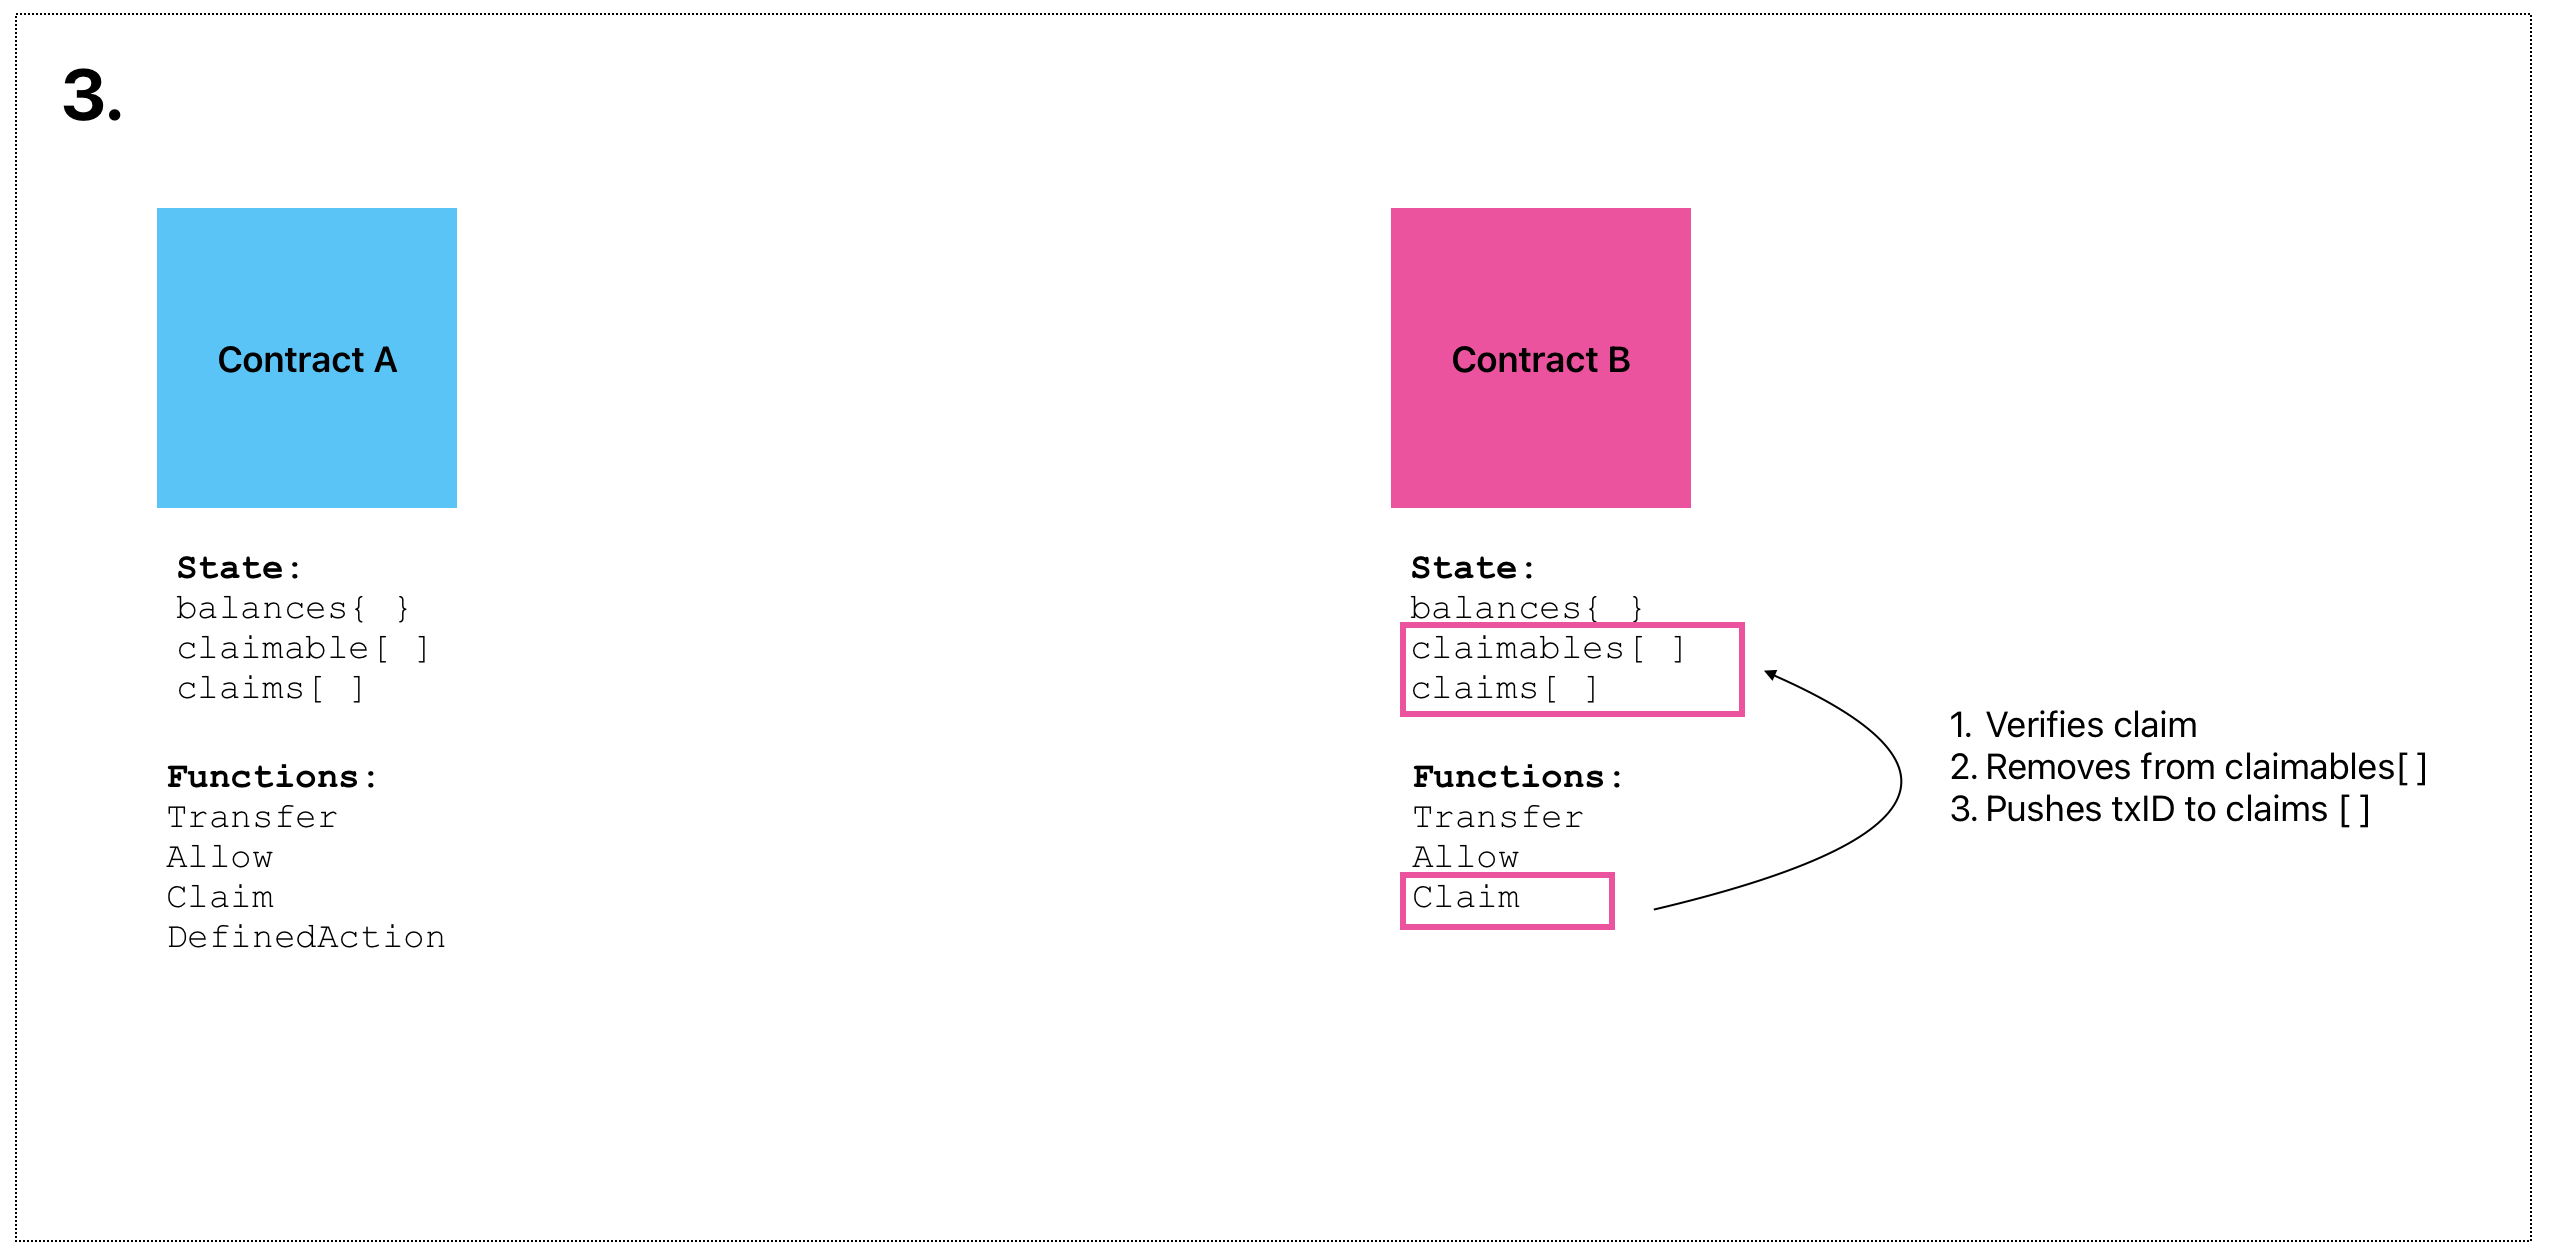 3.
Contract A
State:
balances{ }
claimable[ ]
claims[ ]
Functions:
Transfer
Allow
Claim
DefinedAction
Contract B
State:
balances{ }
claimables[ ]
claims[ ]
Functions:
Transfer
Allow
Claim
1. Verifies claim
2. Removes from claimables[ ]
3. Pushes txID to claims [ ]